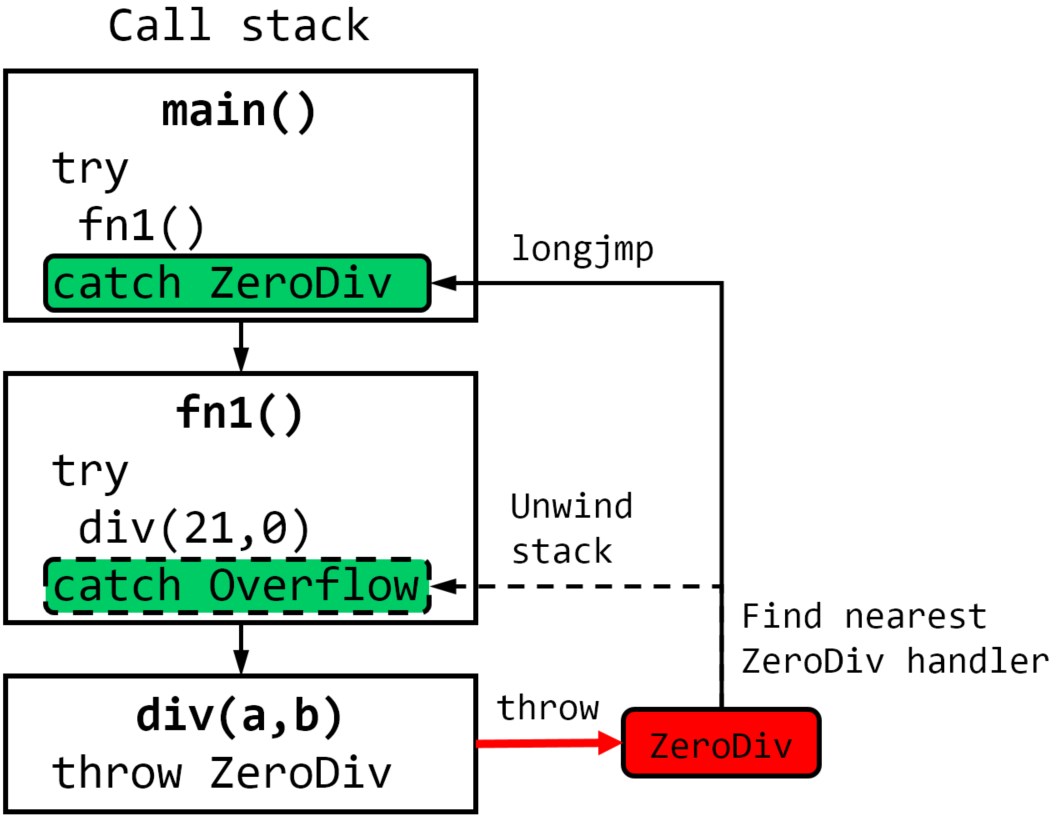 Call stack
main()
try
fn1()
catch ZeroDiv
longjmp
fn1()
try
div(21,0)
catch Overflow
Unwind
stack
Find nearest
ZeroDiv handler
div(a,b)
throw ZeroDiv
throw
ZeroDiv